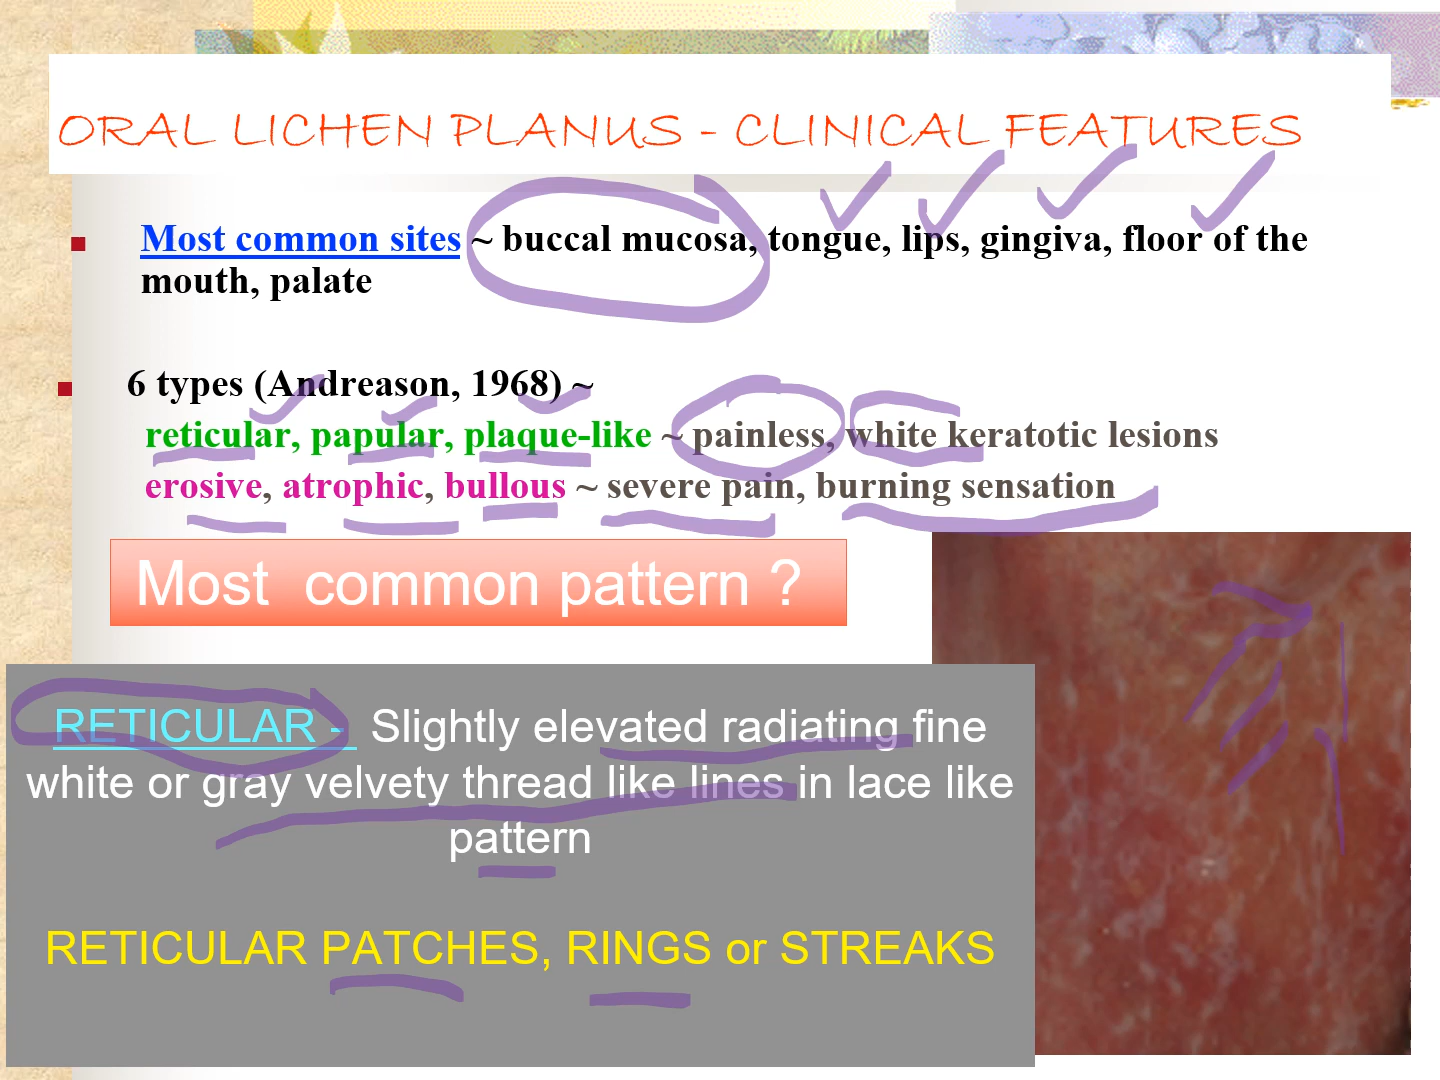 ORAL LICHEN PLANUS - CLINICAL FEATURES
Most common sites ~ buccal mucosa, tongue, lips, gingiva, floor of the
mouth, palate
6 types (Andreason, 1968) ~
reticular, papular, plaque-like ~ painless, white keratotic lesions
erosive, atrophic, bullous ~ severe pain, burning sensation
Most common pattern ?
RETICULAR - Slightly elevated radiating fine
white or gray velvety thread like lines in lace like
pattern
RETICULAR PATCHES, RINGS or STREAKS